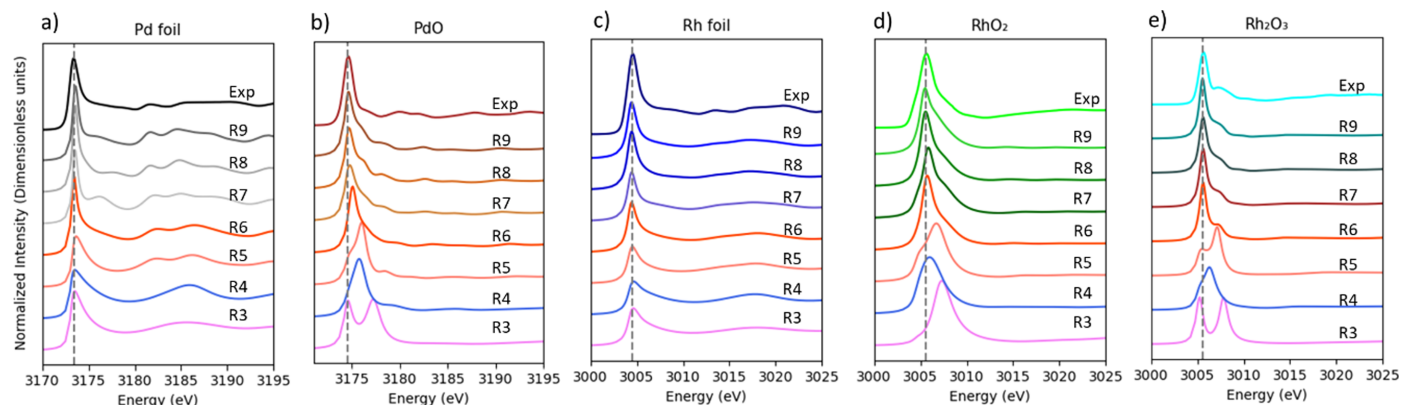 a) Pd foil
b) PdO
c) Rh foil
d) RhO₂
e) Rh₂O₃
Normalized Intensity (Dimensionless units)
Exp
R9
R8
R7
R6
R5
R4
R3
3170 3175 3180 3185 3190 3195
Energy (eV)
Exp
R9
R8
R7
R6
R5
R4
R3
3175 3180 3185 3190 3195
Energy (eV)
Exp
R9
R8
R7
R6
R5
R4
R3
3000 3005 3010 3015 3020 3025
Energy (eV)
Exp
R9
R8
R7
R6
R5
R4
R3
3000 3005 3010 3015 3020 3025
Energy (eV)
Exp
R9
R8
R7
R6
R5
R4
R3
3000 3005 3010 3015 3020 3025
Energy (eV)